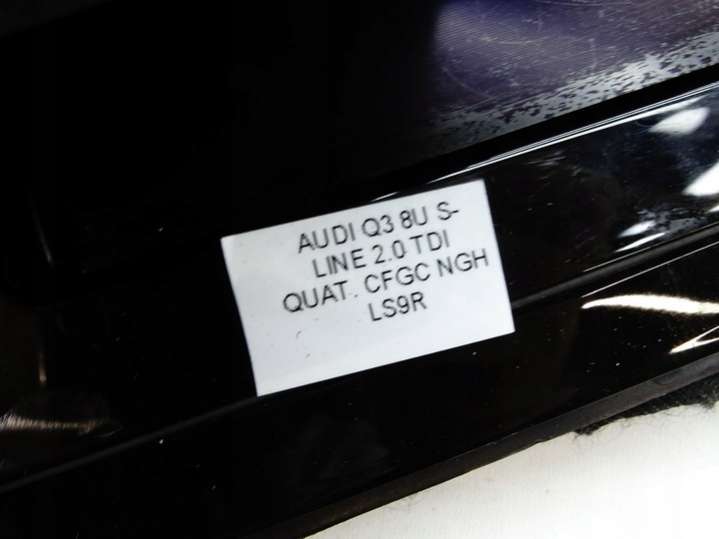 AUDI Q3 8U S-
LINE 2.0 TDI
QUAT. CFGC NGH
LS9R